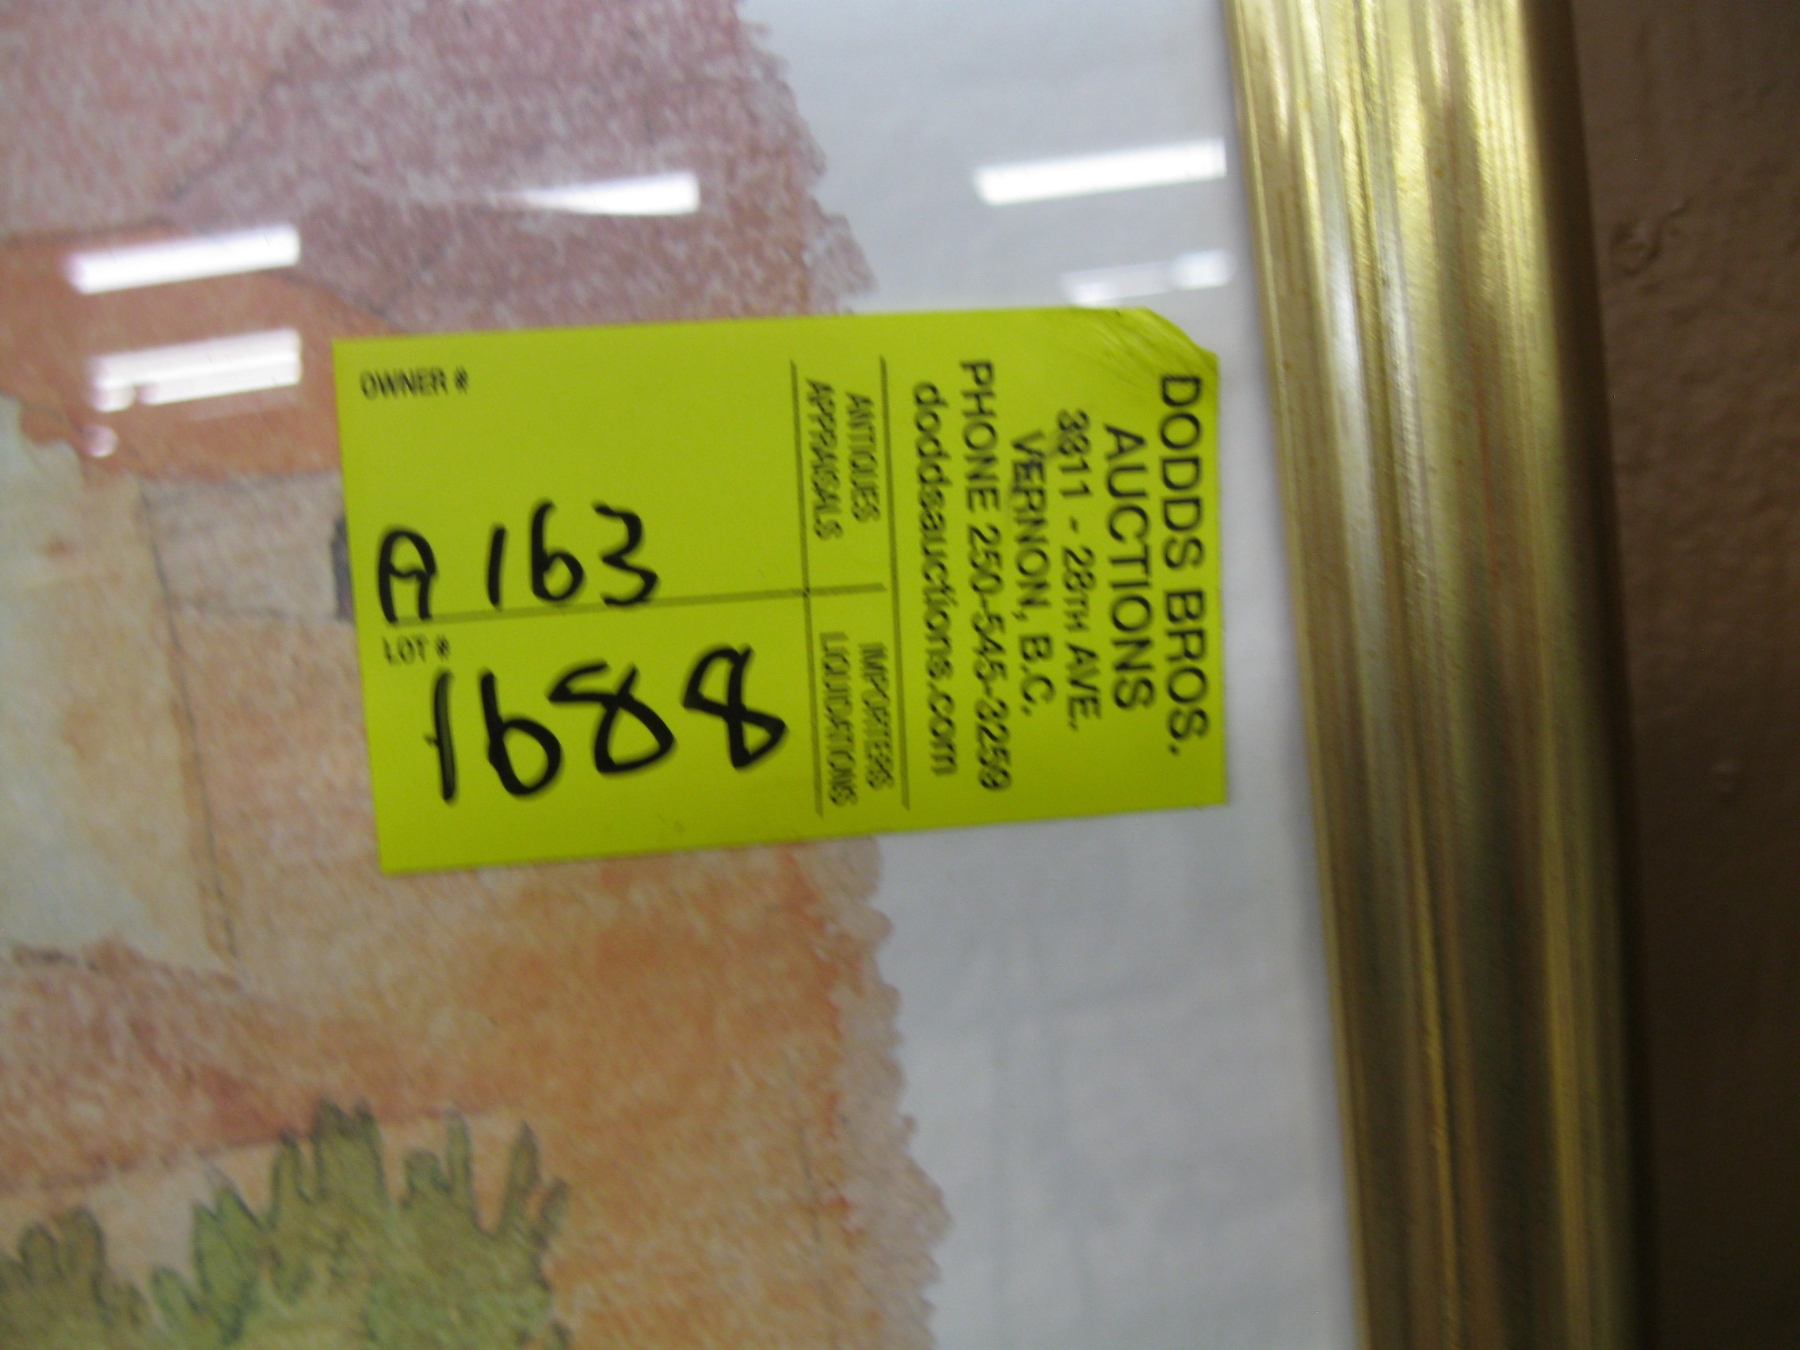 DODDS BROS.
AUCTIONS
3311 - 28TH AVE.
VERNON, B.C.
PHONE 250-545-3259
doddsauctions.com
ANTIQUES
APPRAISALS
IMPORTERS
LIQUIDATIONS
OWNER #
A 163
LOT #
1688